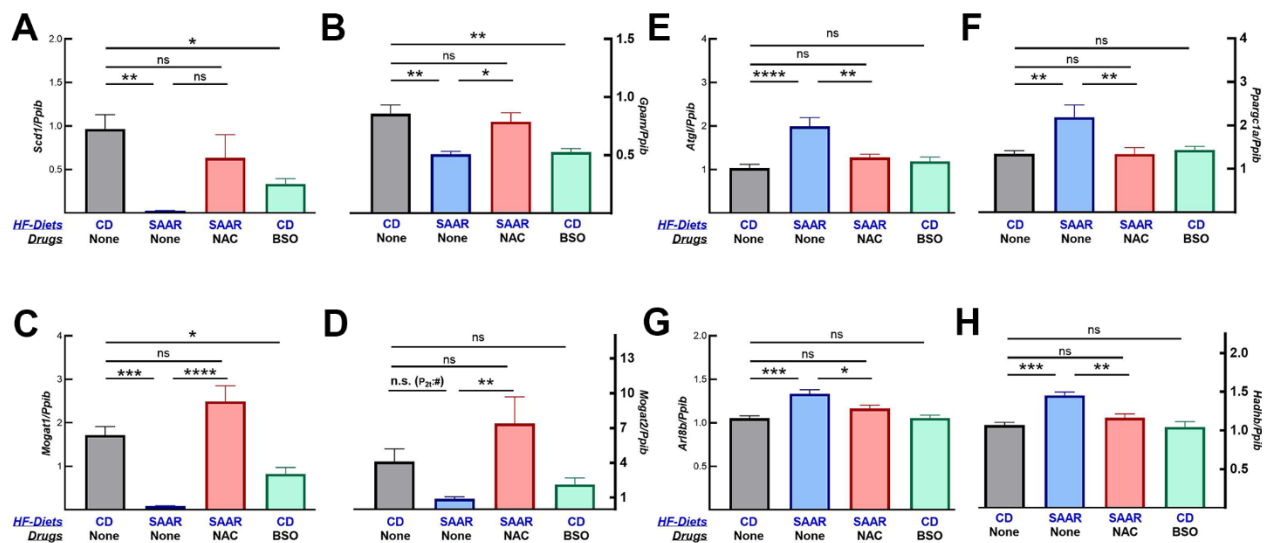 A
B
E
F
Scd1/Ppib
2.0
1.5
1.0
0.5
*
ns
** ns
Gpam/Ppib
1.5
1.0
0.5
**
ns
** *
Atgl/Ppib
4
3
2
1
ns
ns
**** **
Ppargc1a/Ppib
4
3
2
1
ns
ns
** **
HF-Diets CD SAAR SAAR CD
Drugs None None NAC BSO
CD SAAR SAAR CD
None None NAC BSO
HF-Diets CD SAAR SAAR CD
Drugs None None NAC BSO
CD SAAR SAAR CD
None None NAC BSO
C
D
G
H
Mogat1/Ppib
4
3
2
1
*
ns
*** ****
Mogat2/Ppib
13
10
7
4
1
ns
ns
n.s. (P2t:#) **
Arl8b/Ppib
2.0
1.5
1.0
0.5
ns
ns
*** *
Hadhb/Ppib
2.0
1.5
1.0
0.5
ns
ns
*** **
HF-Diets CD SAAR SAAR CD
Drugs None None NAC BSO
CD SAAR SAAR CD
None None NAC BSO
HF-Diets CD SAAR SAAR CD
Drugs None None NAC BSO
CD SAAR SAAR CD
None None NAC BSO